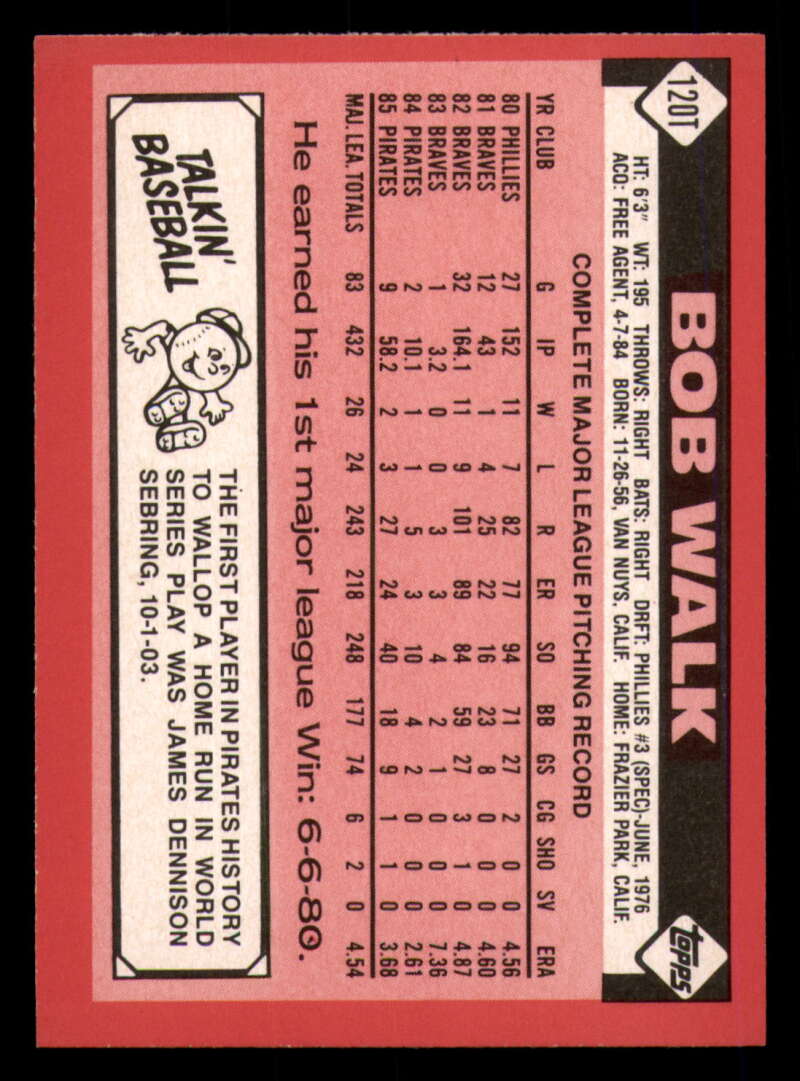 120T
BOB WALK
topps
HT: 6'3" WT: 195 THROWS: RIGHT BATS: RIGHT DRFT: PHILLIES #3 (SPEC)-JUNE, 1976
ACQ: FREE AGENT, 4-7-84 BORN: 11-26-56, VAN NUYS, CALIF. HOME: FRAZIER PARK, CALIF.
COMPLETE MAJOR LEAGUE PITCHING RECORD
YR CLUB G IP W L R ER SO BB GS CG SHO SV ERA
80 PHILLIES 27 152 11 7 82 77 94 71 27 2 0 0 4.56
81 BRAVES 12 43 1 4 25 22 16 23 8 0 0 0 4.60
82 BRAVES 32 164.1 11 9 101 89 84 59 27 3 1 0 4.87
83 BRAVES 1 3.2 0 0 3 3 4 2 1 0 0 0 7.36
84 PIRATES 2 10.1 1 1 5 3 10 4 2 0 0 0 2.61
85 PIRATES 9 58.2 2 3 27 24 40 18 9 1 1 0 3.68
MAJ. LEA. TOTALS 83 432 26 24 243 218 248 177 74 6 2 0 4.54
He earned his 1st major league Win: 6-6-80.
TALKIN'
BASEBALL
THE FIRST PLAYER IN PIRATES HISTORY
TO WALLOP A HOME RUN IN WORLD
SERIES PLAY WAS JAMES DENNISON
SEBRING, 10-1-03.